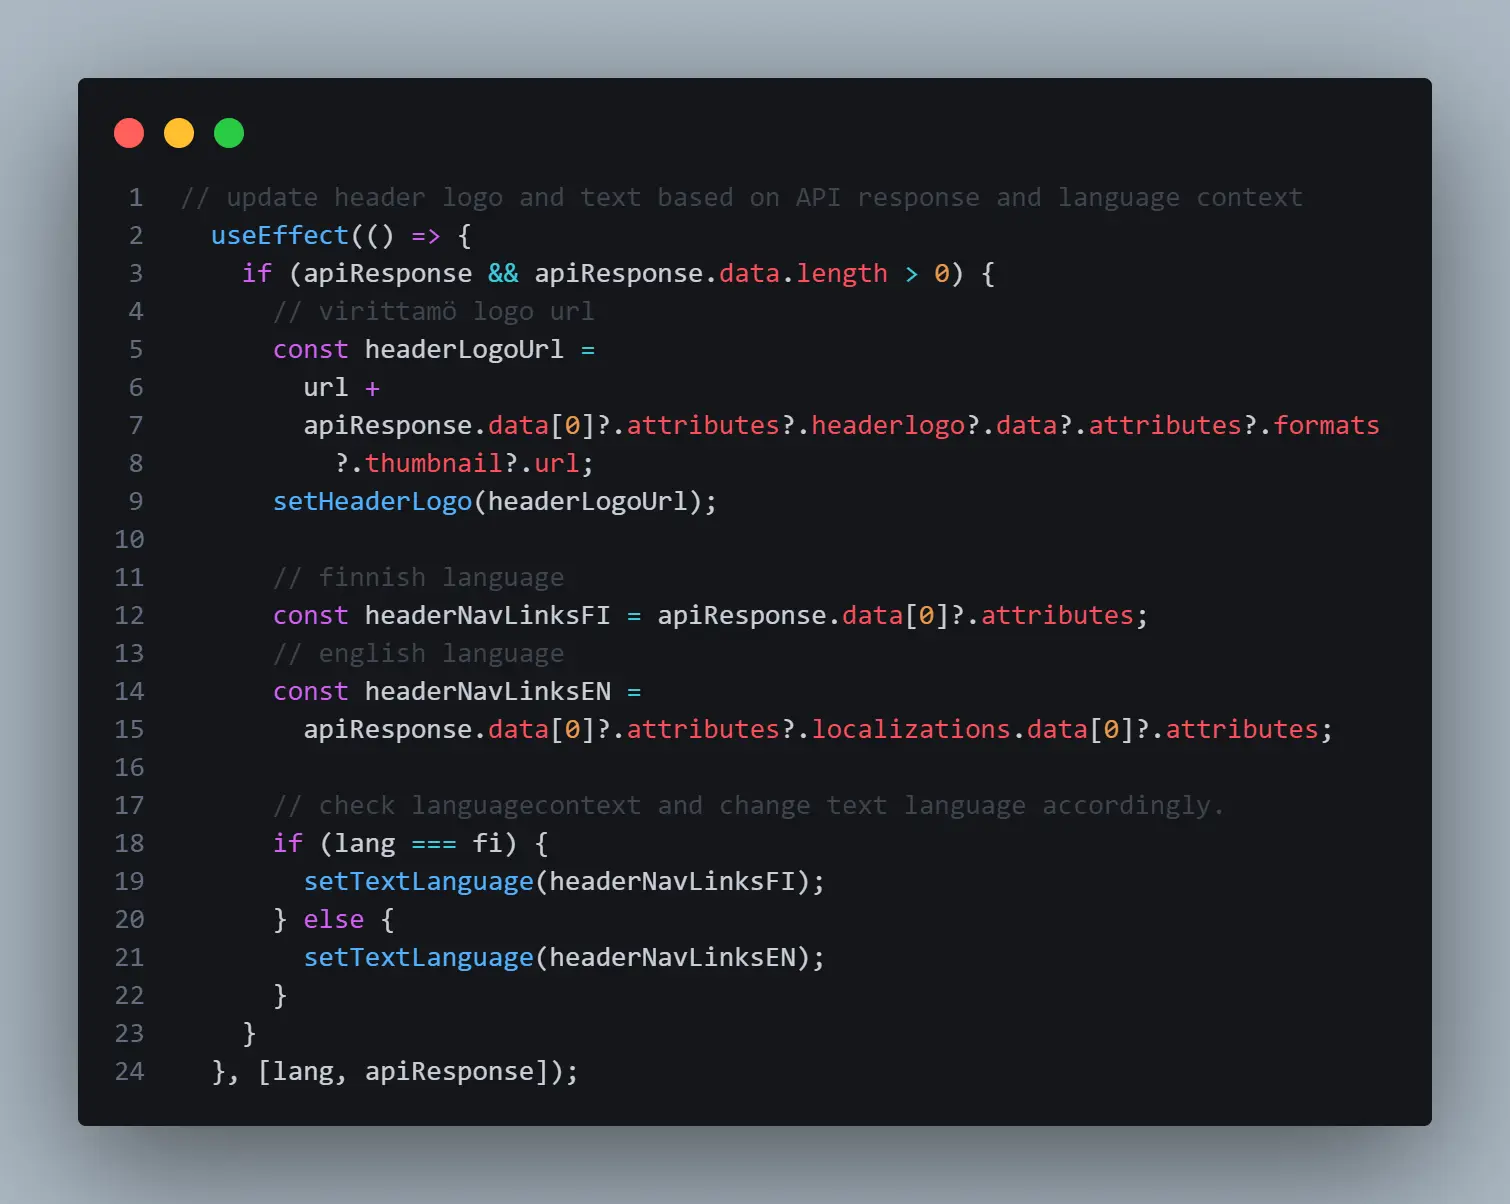 1 // update header logo and text based on API response and language context
2 useEffect(() => {
3 if (apiResponse && apiResponse.data.length > 0) {
4 // virittamö logo url
5 const headerLogoUrl =
6 url +
7 apiResponse.data[0]?.attributes?.headerlogo?.data?.attributes?.formats
8 ?.thumbnail?.url;
9 setHeaderLogo(headerLogoUrl);
10
11 // finnish language
12 const headerNavLinksFI = apiResponse.data[0]?.attributes;
13 // english language
14 const headerNavLinksEN =
15 apiResponse.data[0]?.attributes?.localizations.data[0]?.attributes;
16
17 // check languagecontext and change text language accordingly.
18 if (lang === fi) {
19 setTextLanguage(headerNavLinksFI);
20 } else {
21 setTextLanguage(headerNavLinksEN);
22 }
23 }
24 }, [lang, apiResponse]);